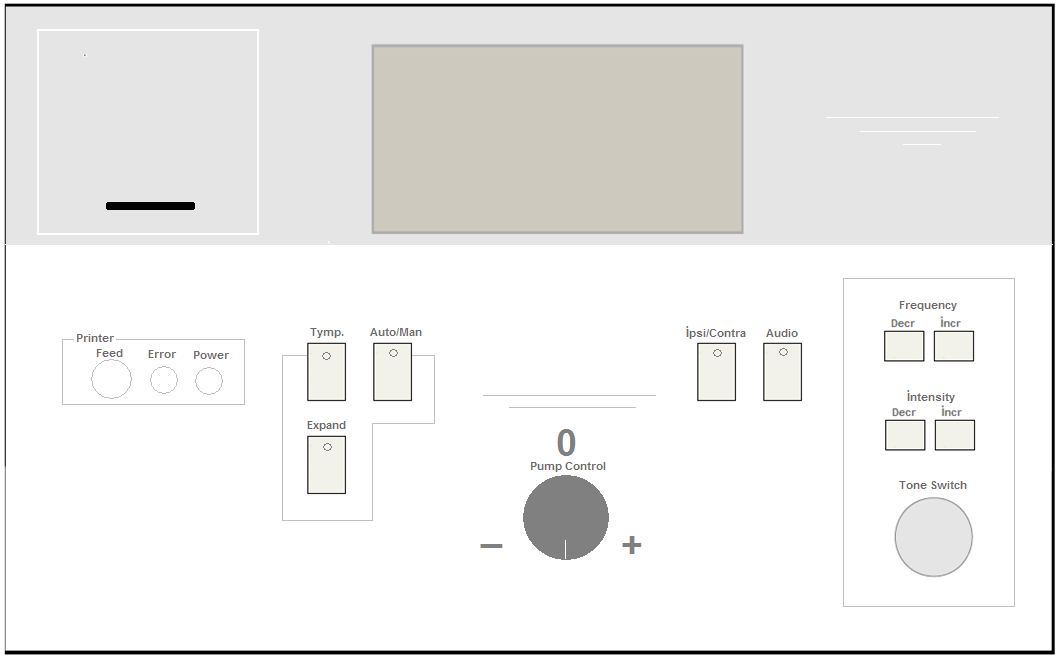 Printer
Feed
Error
Power
Tymp.
Auto/Man
Expand
0
Pump Control
−
+
İpsi/Contra
Audio
Frequency
Decr
İncr
İntensity
Decr
İncr
Tone Switch